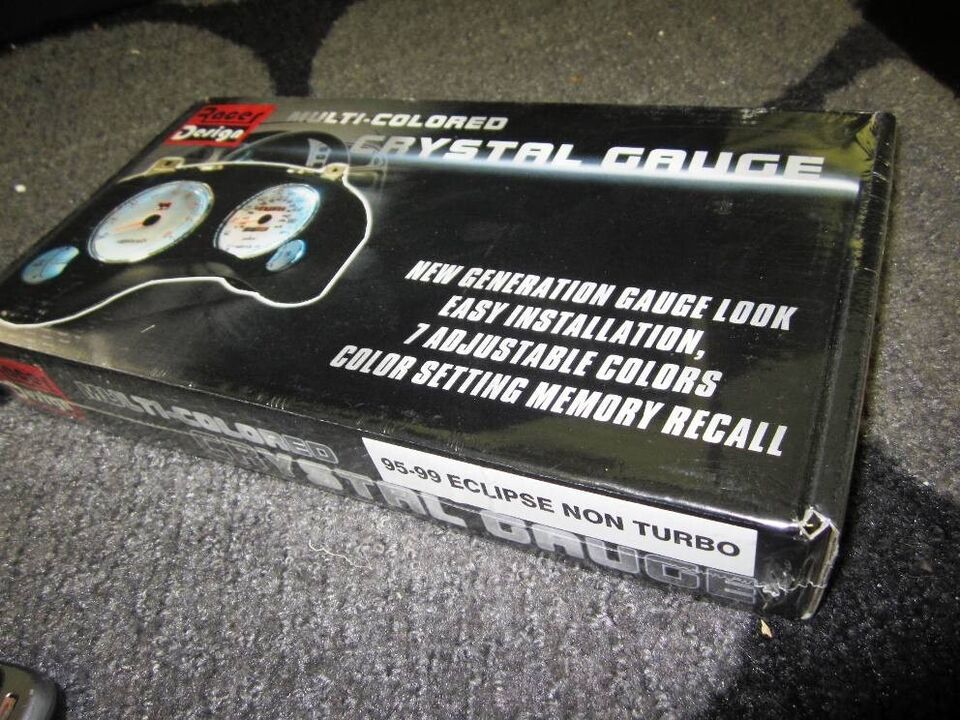 Racer
Design
MULTI-COLORED
CRYSTAL GAUGE
NEW GENERATION GAUGE LOOK
EASY INSTALLATION,
7 ADJUSTABLE COLORS
COLOR SETTING MEMORY RECALL
MULTI-COLORED
CRYSTAL GAUGE
95-99 ECLIPSE NON TURBO